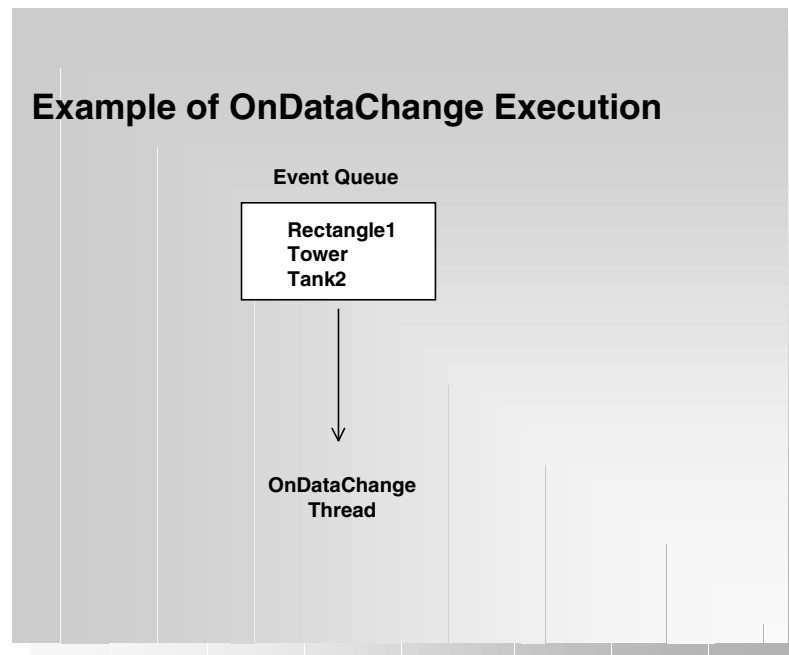 Example of OnDataChange Execution
Event Queue
Rectangle1
Tower
Tank2
OnDataChange
Thread